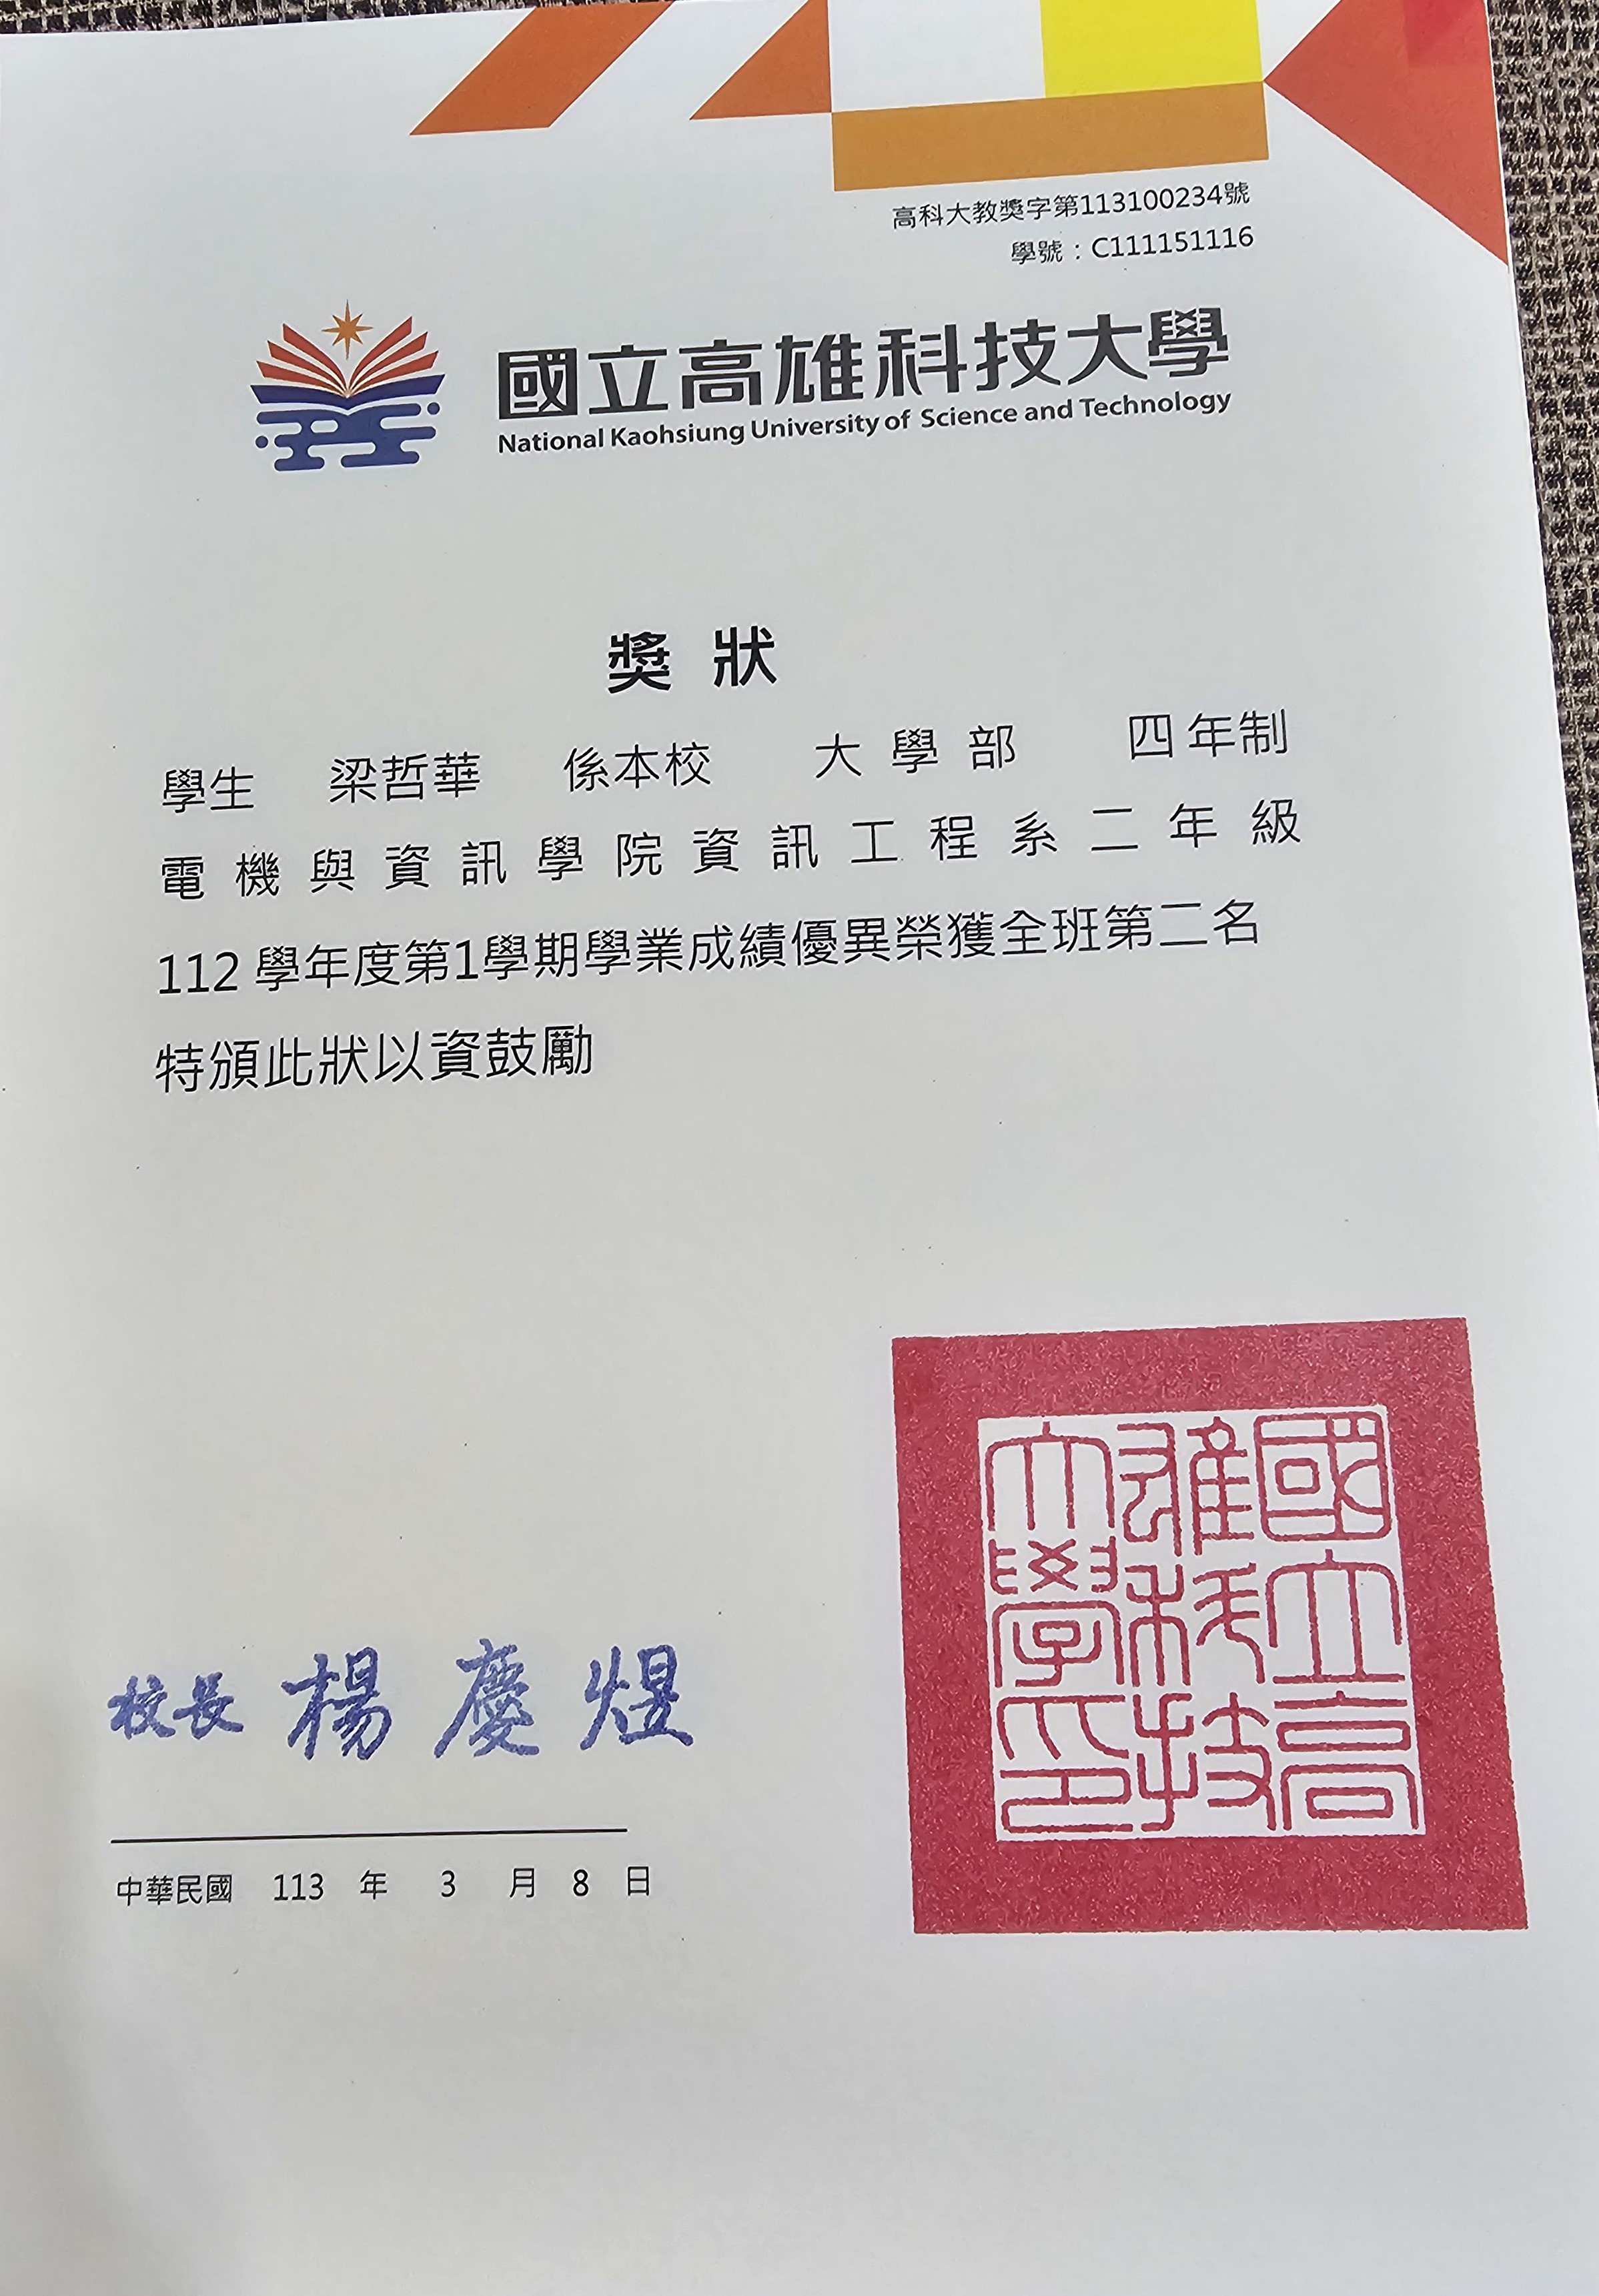 高科大教獎字第113100234號
學號：C111151116
國立高雄科技大學
National Kaohsiung University of Science and Technology
獎狀
學生 梁哲華 係本校 大學部 四年制
電機與資訊學院資訊工程系二年級
112 學年度第1學期學業成績優異榮獲全班第二名
特頒此狀以資鼓勵
國立高
雄科技
大學印
校長 楊慶煜
中華民國 113 年 3 月 8 日